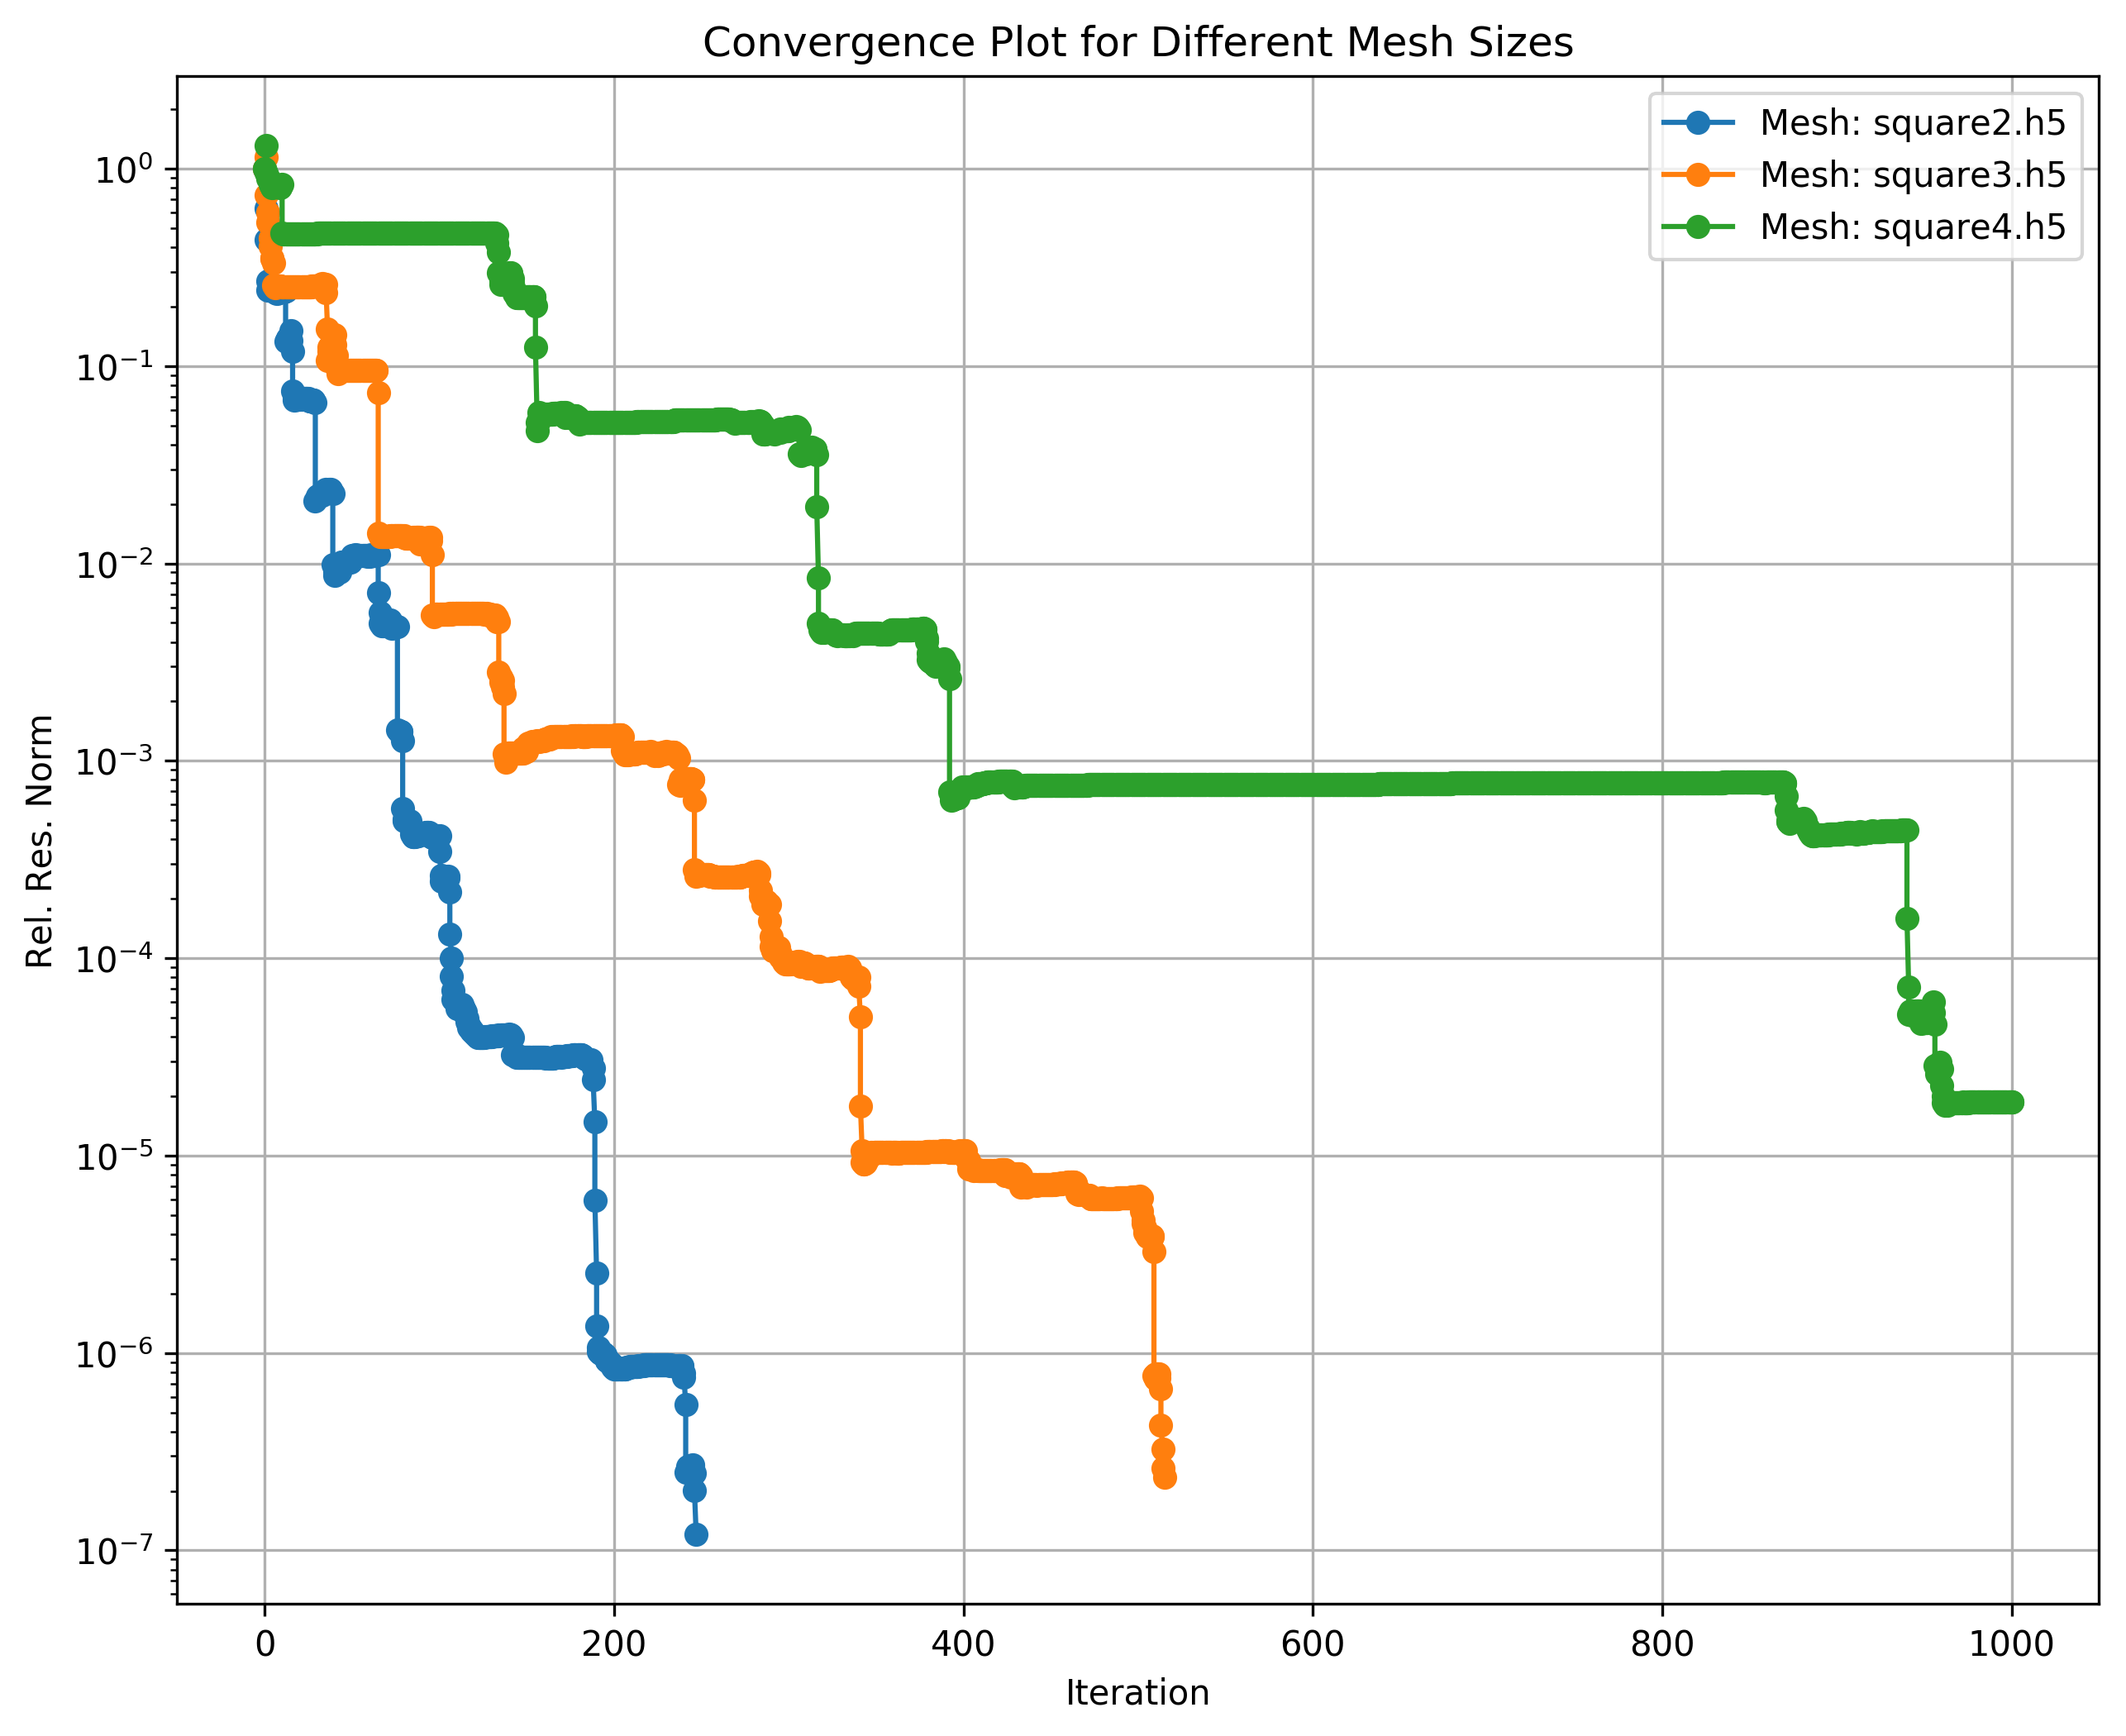 Convergence Plot for Different Mesh Sizes
Mesh: square2.h5
Mesh: square3.h5
Mesh: square4.h5
Rel. Res. Norm
10⁰
10⁻¹
10⁻²
10⁻³
10⁻⁴
10⁻⁵
10⁻⁶
10⁻⁷
0 200 400 600 800 1000
Iteration